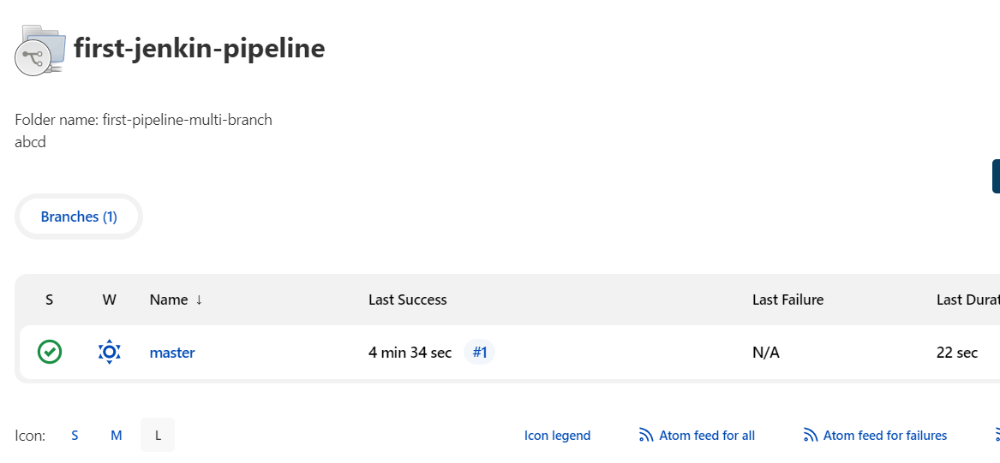 first-jenkin-pipeline
Folder name: first-pipeline-multi-branch
abcd
Branches (1)
S W Name ↓ Last Success Last Failure Last Durat
master 4 min 34 sec #1 N/A 22 sec
Icon: S M L Icon legend Atom feed for all Atom feed for failures